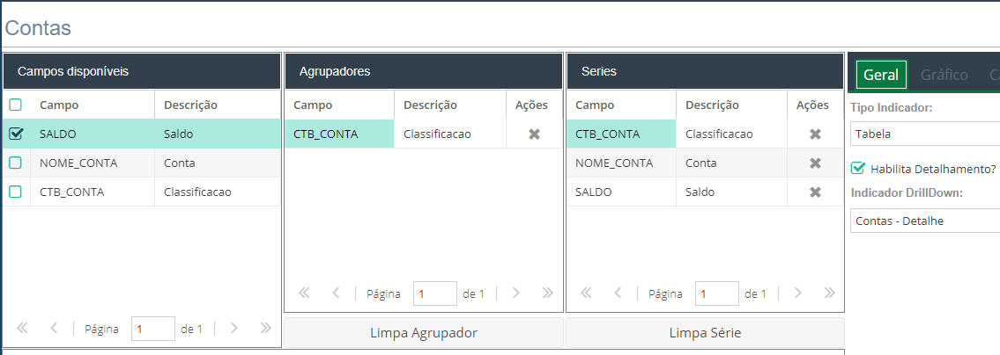 Contas
Campos disponíveis
Campo Descrição
SALDO Saldo
NOME_CONTA Conta
CTB_CONTA Classificacao
Página 1 de 1
Agrupadores
Campo Descrição Ações
CTB_CONTA Classificacao
Página 1 de 1
Limpa Agrupador
Series
Campo Descrição Ações
CTB_CONTA Classificacao
NOME_CONTA Conta
SALDO Saldo
Página 1 de 1
Limpa Série
Geral Gráfico
Tipo Indicador:
Tabela
Habilita Detalhamento?
Indicador DrillDown:
Contas - Detalhe